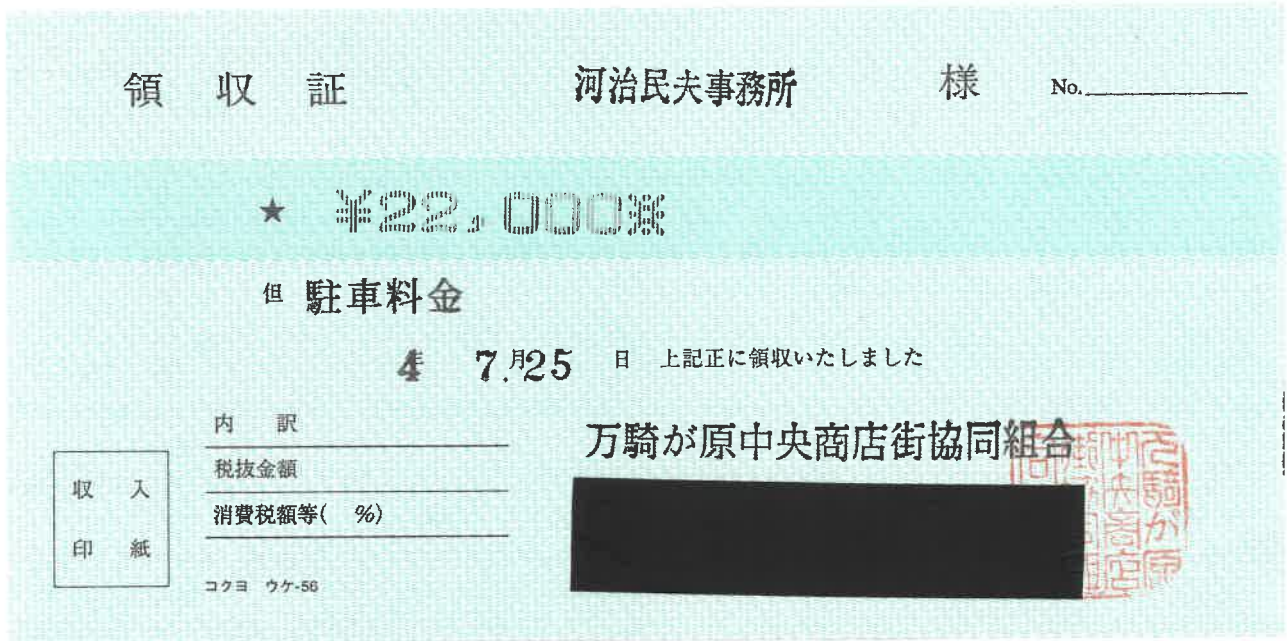 領 収 証 河治民夫事務所 様 No.
★ ¥22,000※
但 駐車料金
4年 7.月25 日 上記正に領収いたしました
内 訳
税抜金額
消費税額等( %)
収 入
印 紙
コクヨ ウケ-56
万騎が原中央商店街協同組合